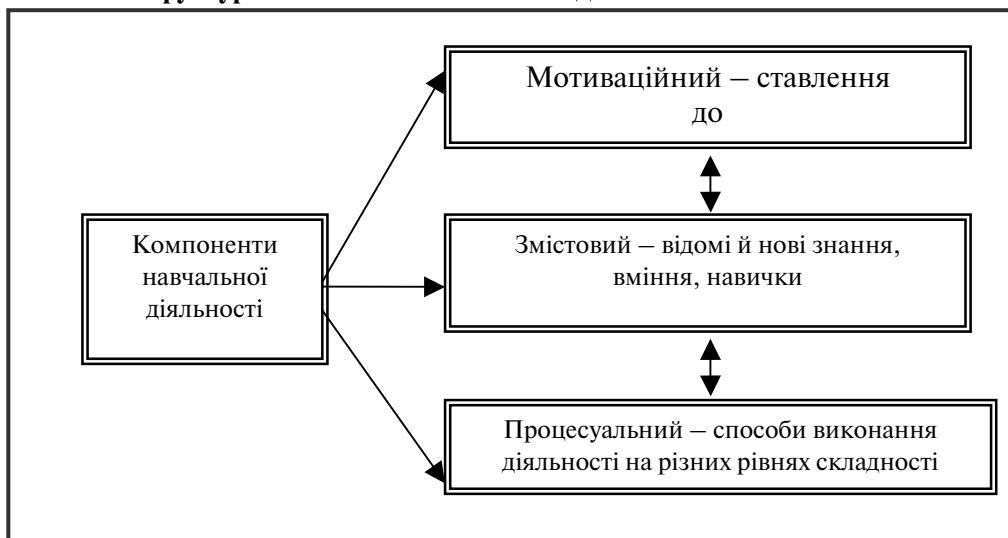 Мотиваційний – ставлення
до
Компоненти
навчальної
діяльності
Змістовий – відомі й нові знання,
вміння, навички
Процесуальний – способи виконання
діяльності на різних рівнях складності